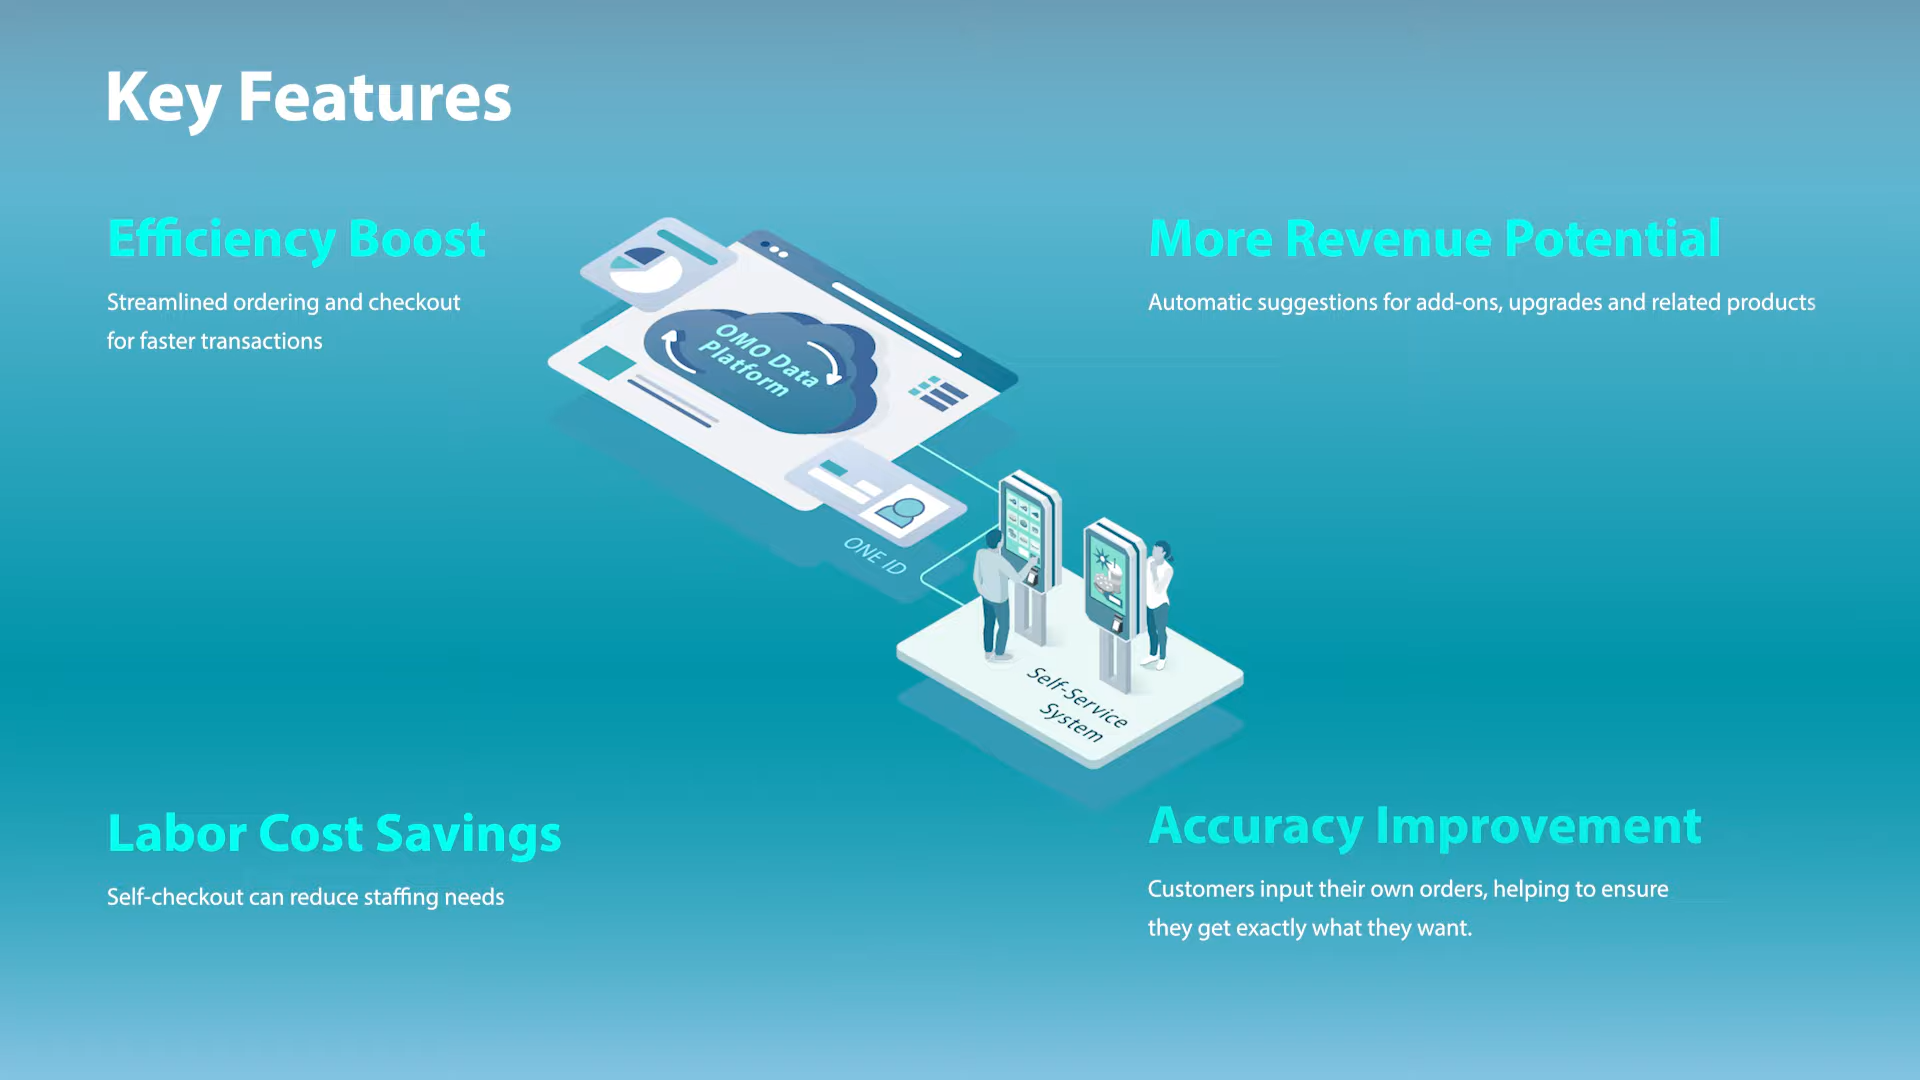 Key Features
Efficiency Boost
Streamlined ordering and checkout
for faster transactions
More Revenue Potential
Automatic suggestions for add-ons, upgrades and related products
OMO Data
Platform
ONE ID
Self-Service
System
Labor Cost Savings
Self-checkout can reduce staffing needs
Accuracy Improvement
Customers input their own orders, helping to ensure
they get exactly what they want.